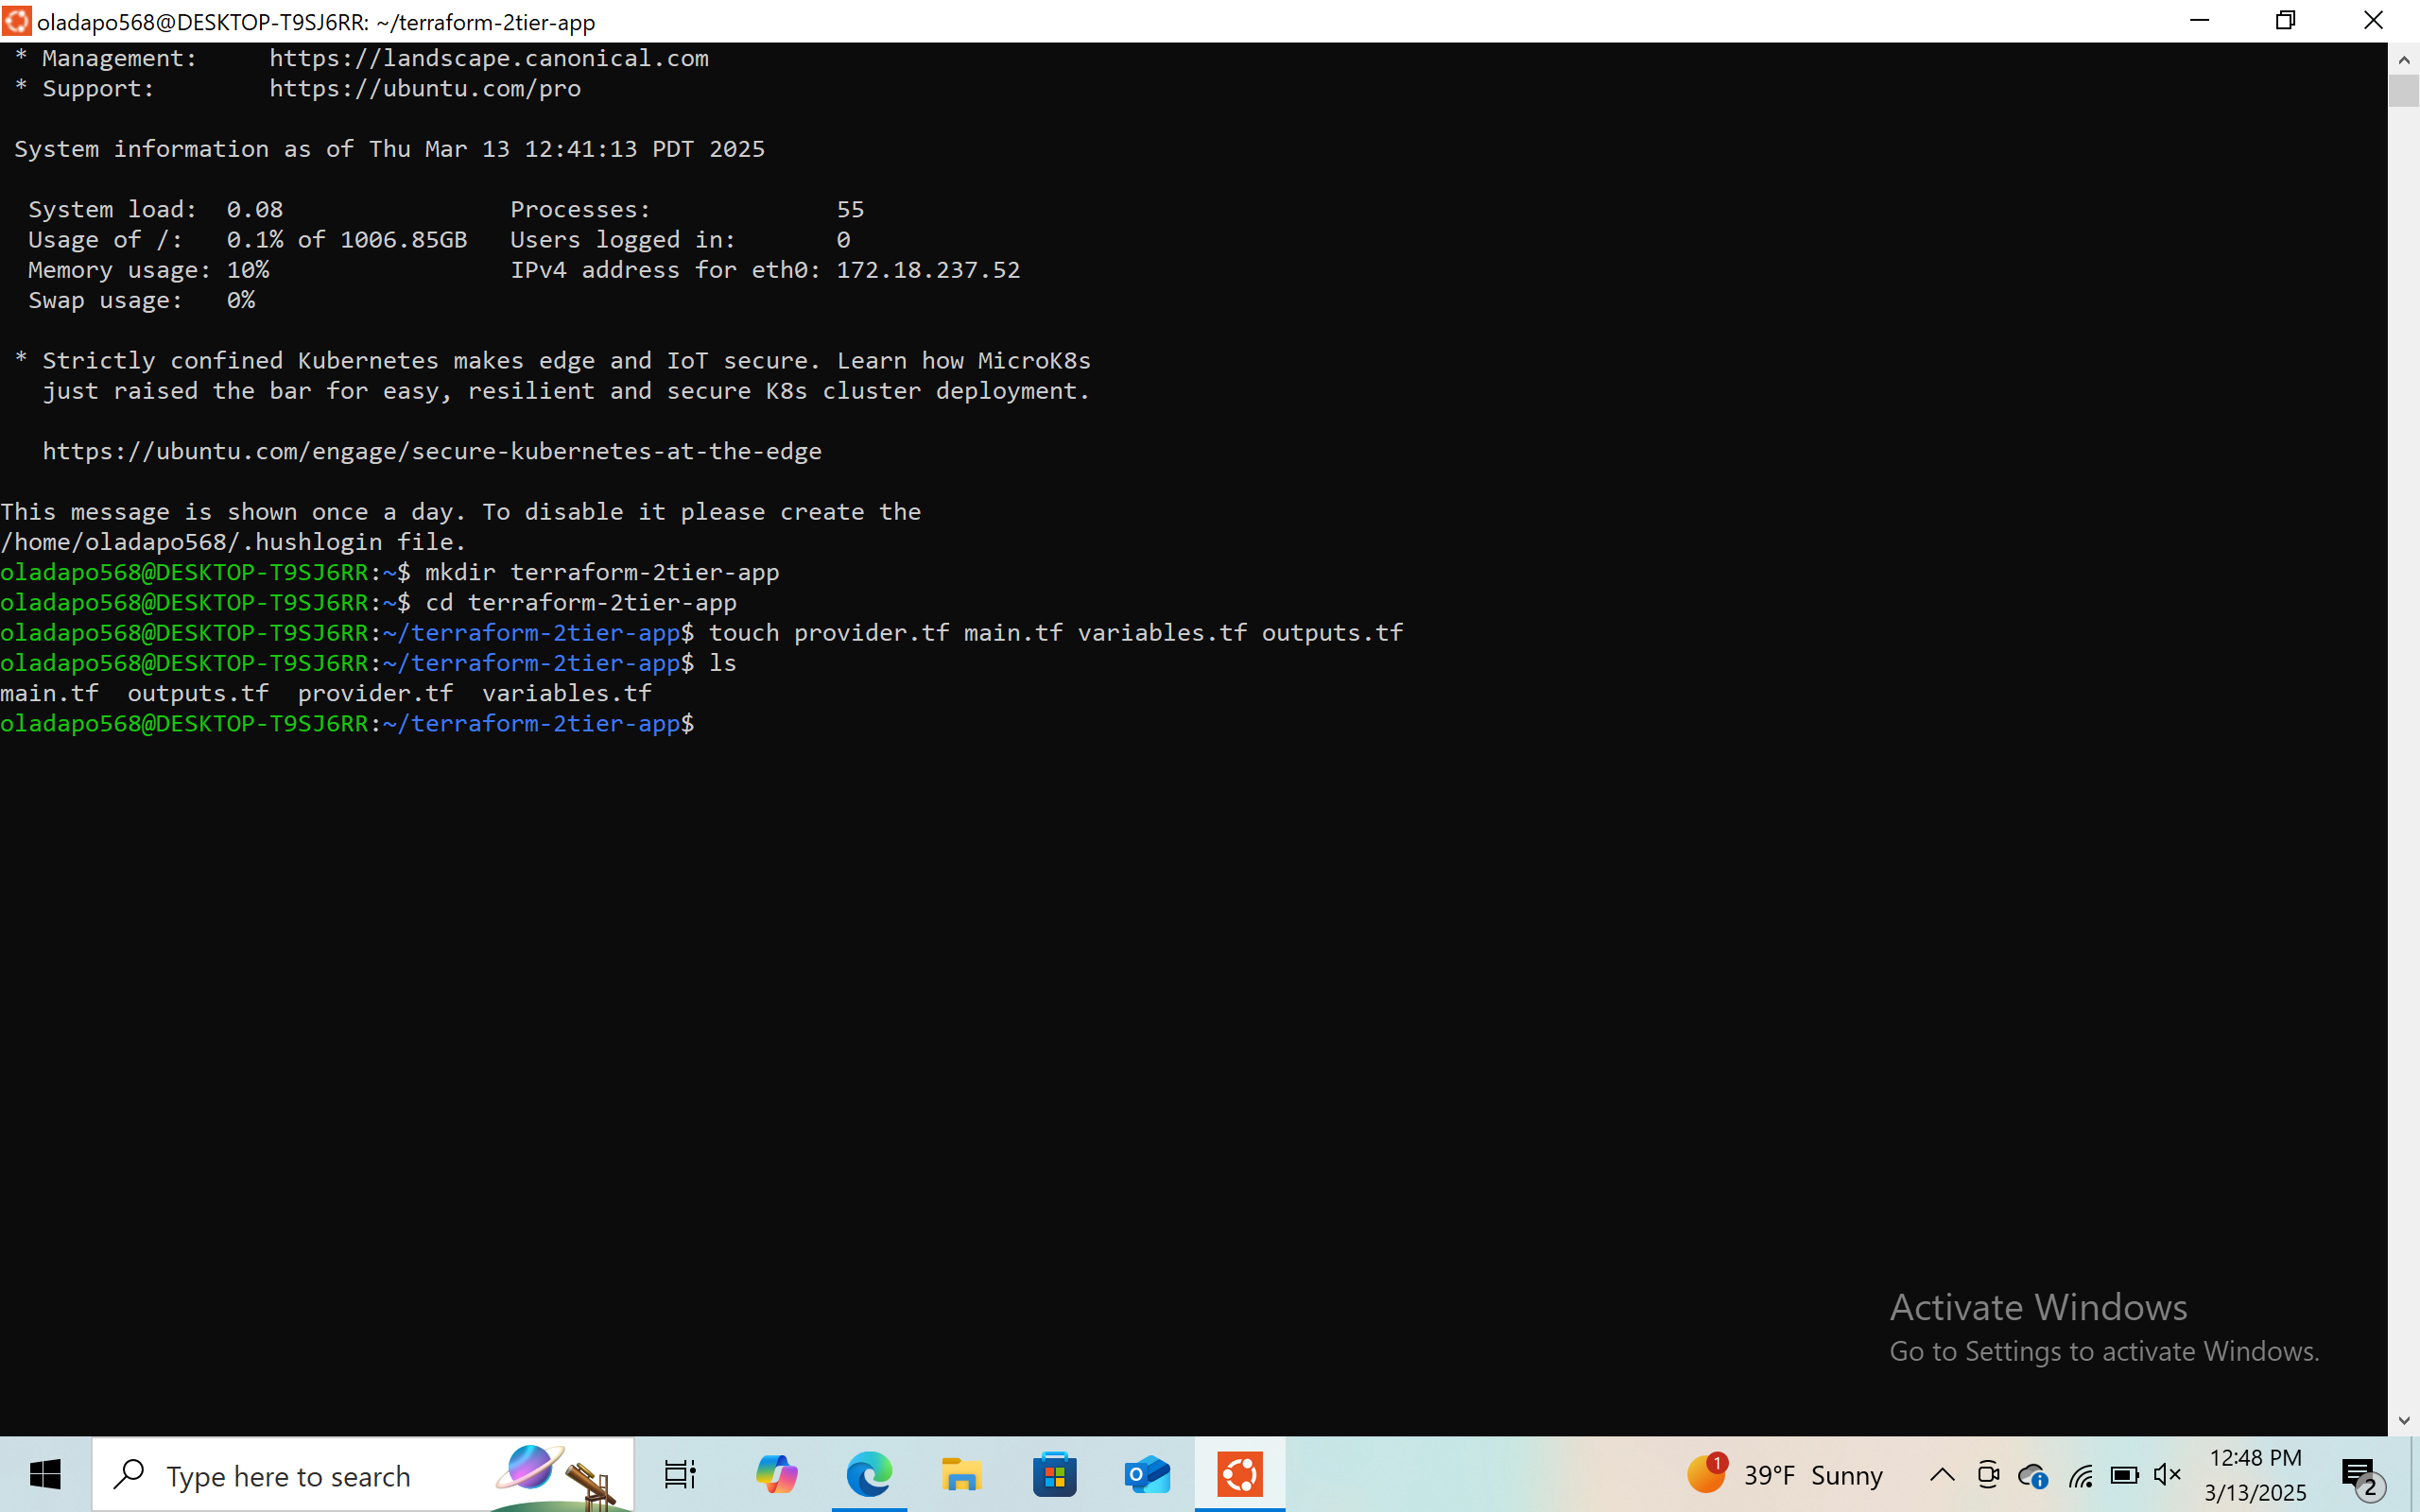 oladapo568@DESKTOP-T9SJ6RR: ~/terraform-2tier-app
* Management:     https://landscape.canonical.com
* Support:        https://ubuntu.com/pro
System information as of Thu Mar 13 12:41:13 PDT 2025
System load:  0.08                Processes:             55
Usage of /:   0.1% of 1006.85GB   Users logged in:       0
Memory usage: 10%                 IPv4 address for eth0: 172.18.237.52
Swap usage:   0%
* Strictly confined Kubernetes makes edge and IoT secure. Learn how MicroK8s
just raised the bar for easy, resilient and secure K8s cluster deployment.
https://ubuntu.com/engage/secure-kubernetes-at-the-edge
This message is shown once a day. To disable it please create the
/home/oladapo568/.hushlogin file.
oladapo568@DESKTOP-T9SJ6RR:~$ mkdir terraform-2tier-app
oladapo568@DESKTOP-T9SJ6RR:~$ cd terraform-2tier-app
oladapo568@DESKTOP-T9SJ6RR:~/terraform-2tier-app$ touch provider.tf main.tf variables.tf outputs.tf
oladapo568@DESKTOP-T9SJ6RR:~/terraform-2tier-app$ ls
main.tf  outputs.tf  provider.tf  variables.tf
oladapo568@DESKTOP-T9SJ6RR:~/terraform-2tier-app$
Activate Windows
Go to Settings to activate Windows.
Type here to search
1
39°F Sunny
12:48 PM
3/13/2025
2